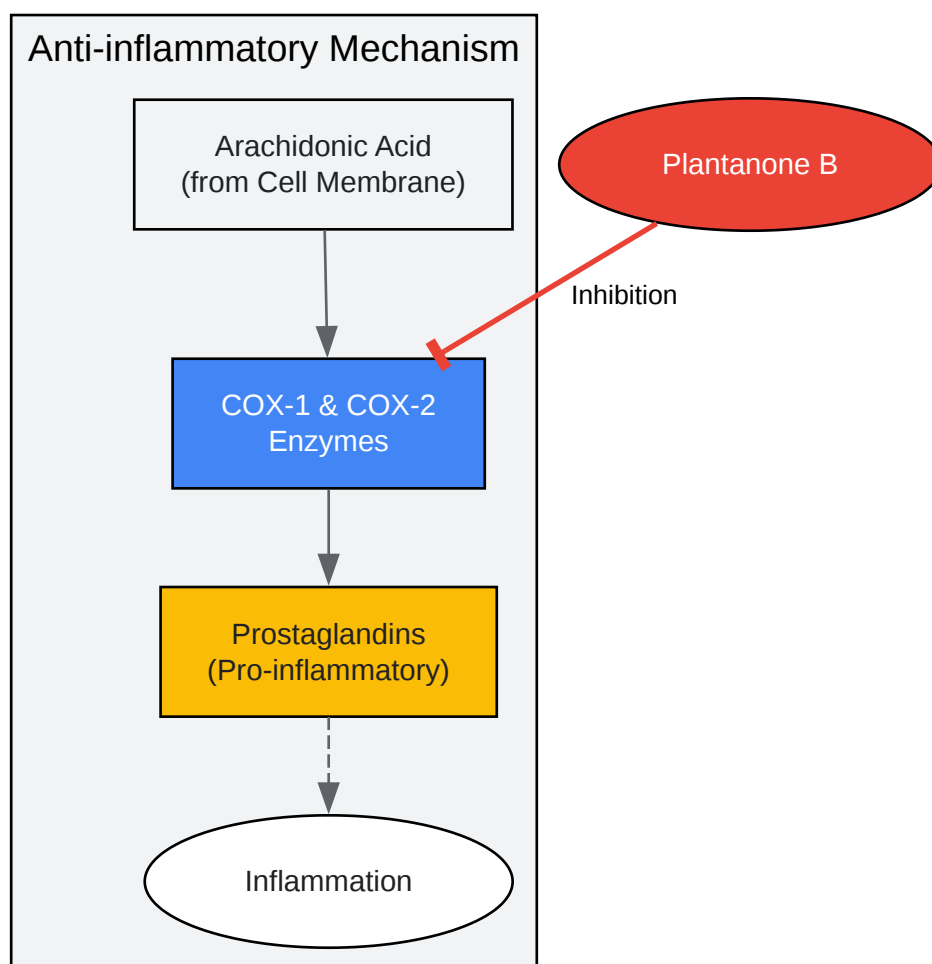 Anti-inflammatory Mechanism
Arachidonic Acid
(from Cell Membrane)
Plantanone B
Inhibition
COX-1 & COX-2
Enzymes
Prostaglandins
(Pro-inflammatory)
Inflammation